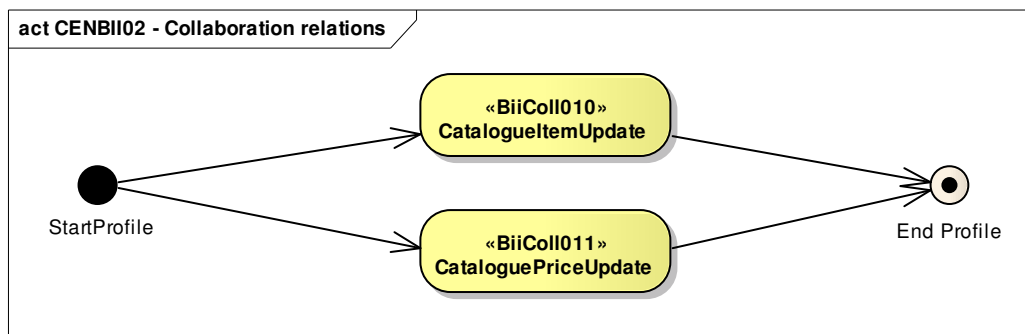 act CENBII02 - Collaboration relations
«BiiColl010»
CatalogueItemUpdate
StartProfile
End Profile
«BiiColl011»
CataloguePriceUpdate